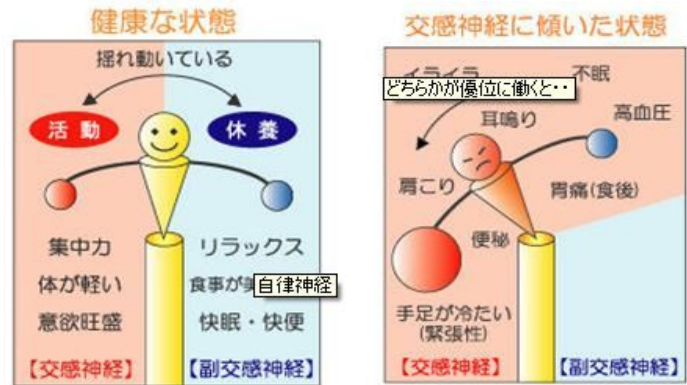 健康な状態
揺れ動いている
活動
休養
集中力
体が軽い
意欲旺盛
【交感神経】
リラックス
食事が美
自律神経
快眠・快便
【副交感神経】
交感神経に傾いた状態
イライラ
不眠
どちらかが優位に働くと・・
耳鳴り
高血圧
肩こり
胃痛(食後)
便秘
手足が冷たい
(緊張性)
【交感神経】
【副交感神経】